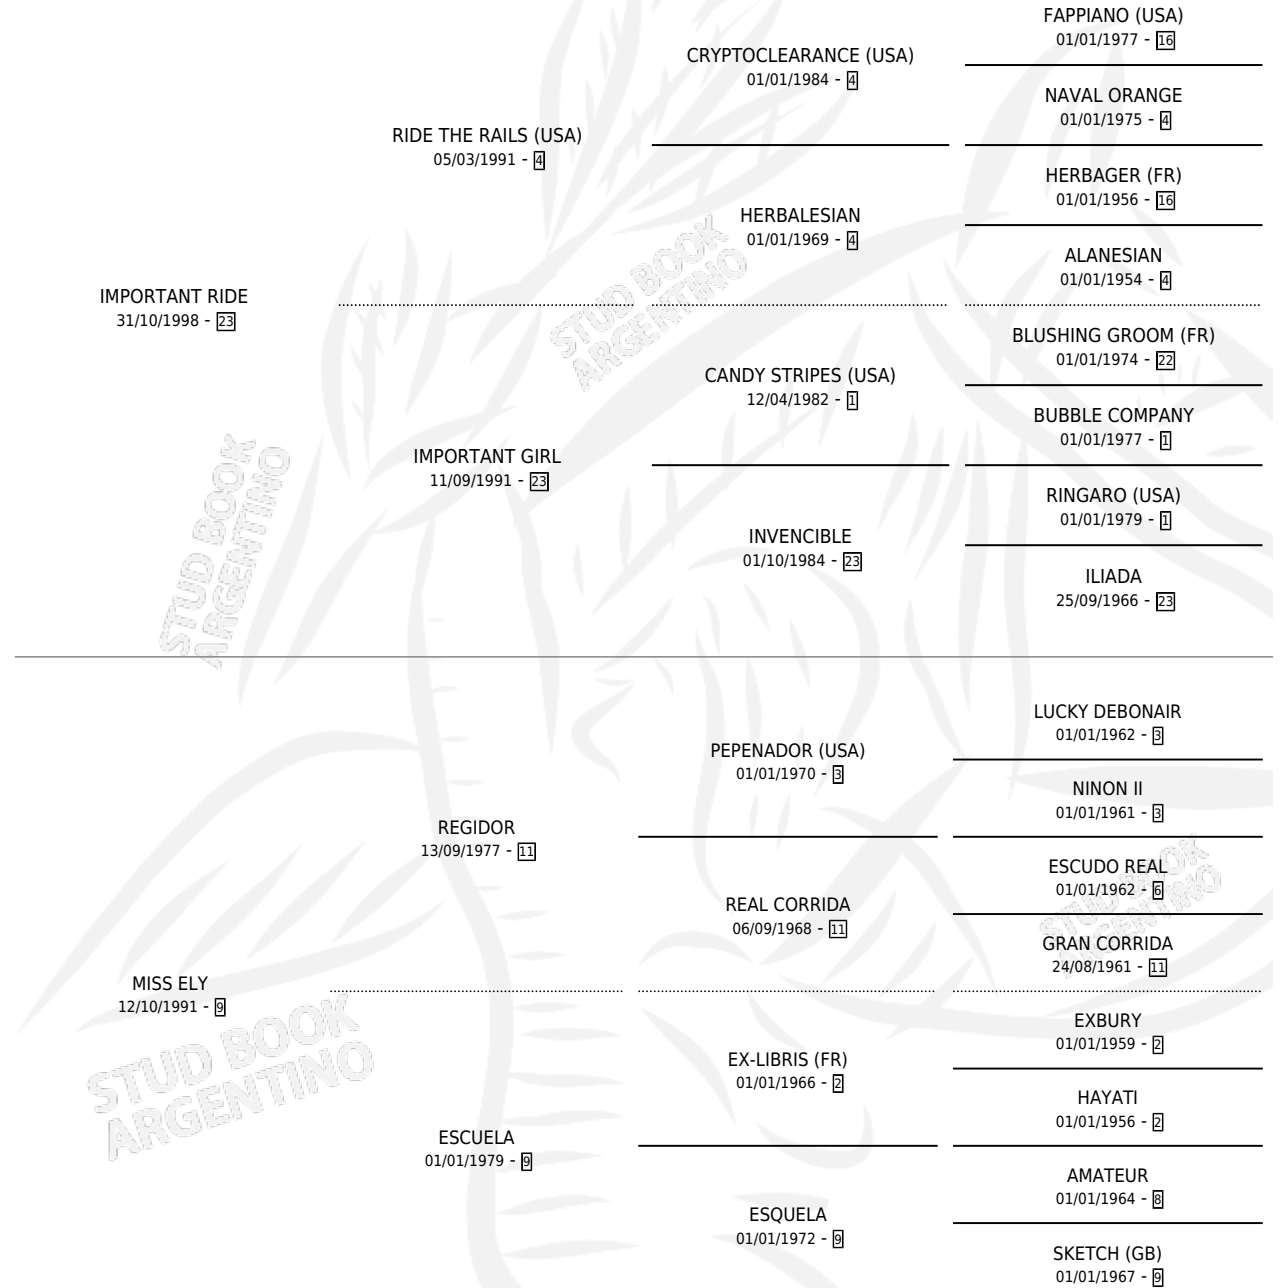 FAPPIANO (USA)
01/01/1977 - 16
CRYPTOCLEARANCE (USA)
01/01/1984 - 4
NAVAL ORANGE
01/01/1975 - 4
RIDE THE RAILS (USA)
05/03/1991 - 4
HERBAGER (FR)
01/01/1956 - 16
HERBALESIAN
01/01/1969 - 4
ALANESIAN
01/01/1954 - 4
IMPORTANT RIDE
31/10/1998 - 23
BLUSHING GROOM (FR)
01/01/1974 - 22
CANDY STRIPES (USA)
12/04/1982 - 1
BUBBLE COMPANY
01/01/1977 - 1
IMPORTANT GIRL
11/09/1991 - 23
RINGARO (USA)
01/01/1979 - 1
INVENCIBLE
01/10/1984 - 23
ILIADA
25/09/1966 - 23
LUCKY DEBONAIR
01/01/1962 - 3
PEPENADOR (USA)
01/01/1970 - 3
NINON II
01/01/1961 - 3
REGIDOR
13/09/1977 - 11
ESCUDO REAL
01/01/1962 - 6
REAL CORRIDA
06/09/1968 - 11
GRAN CORRIDA
24/08/1961 - 11
MISS ELY
12/10/1991 - 9
EXBURY
01/01/1959 - 2
EX-LIBRIS (FR)
01/01/1966 - 2
HAYATI
01/01/1956 - 2
ESCUELA
01/01/1979 - 9
AMATEUR
01/01/1964 - 8
ESQUELA
01/01/1972 - 9
SKETCH (GB)
01/01/1967 - 9
STUD BOOK
ARGENTINO
STUD BOOK
ARGENTINO
STUD BOOK
ARGENTINO
STUD BOOK
ARGENTINO